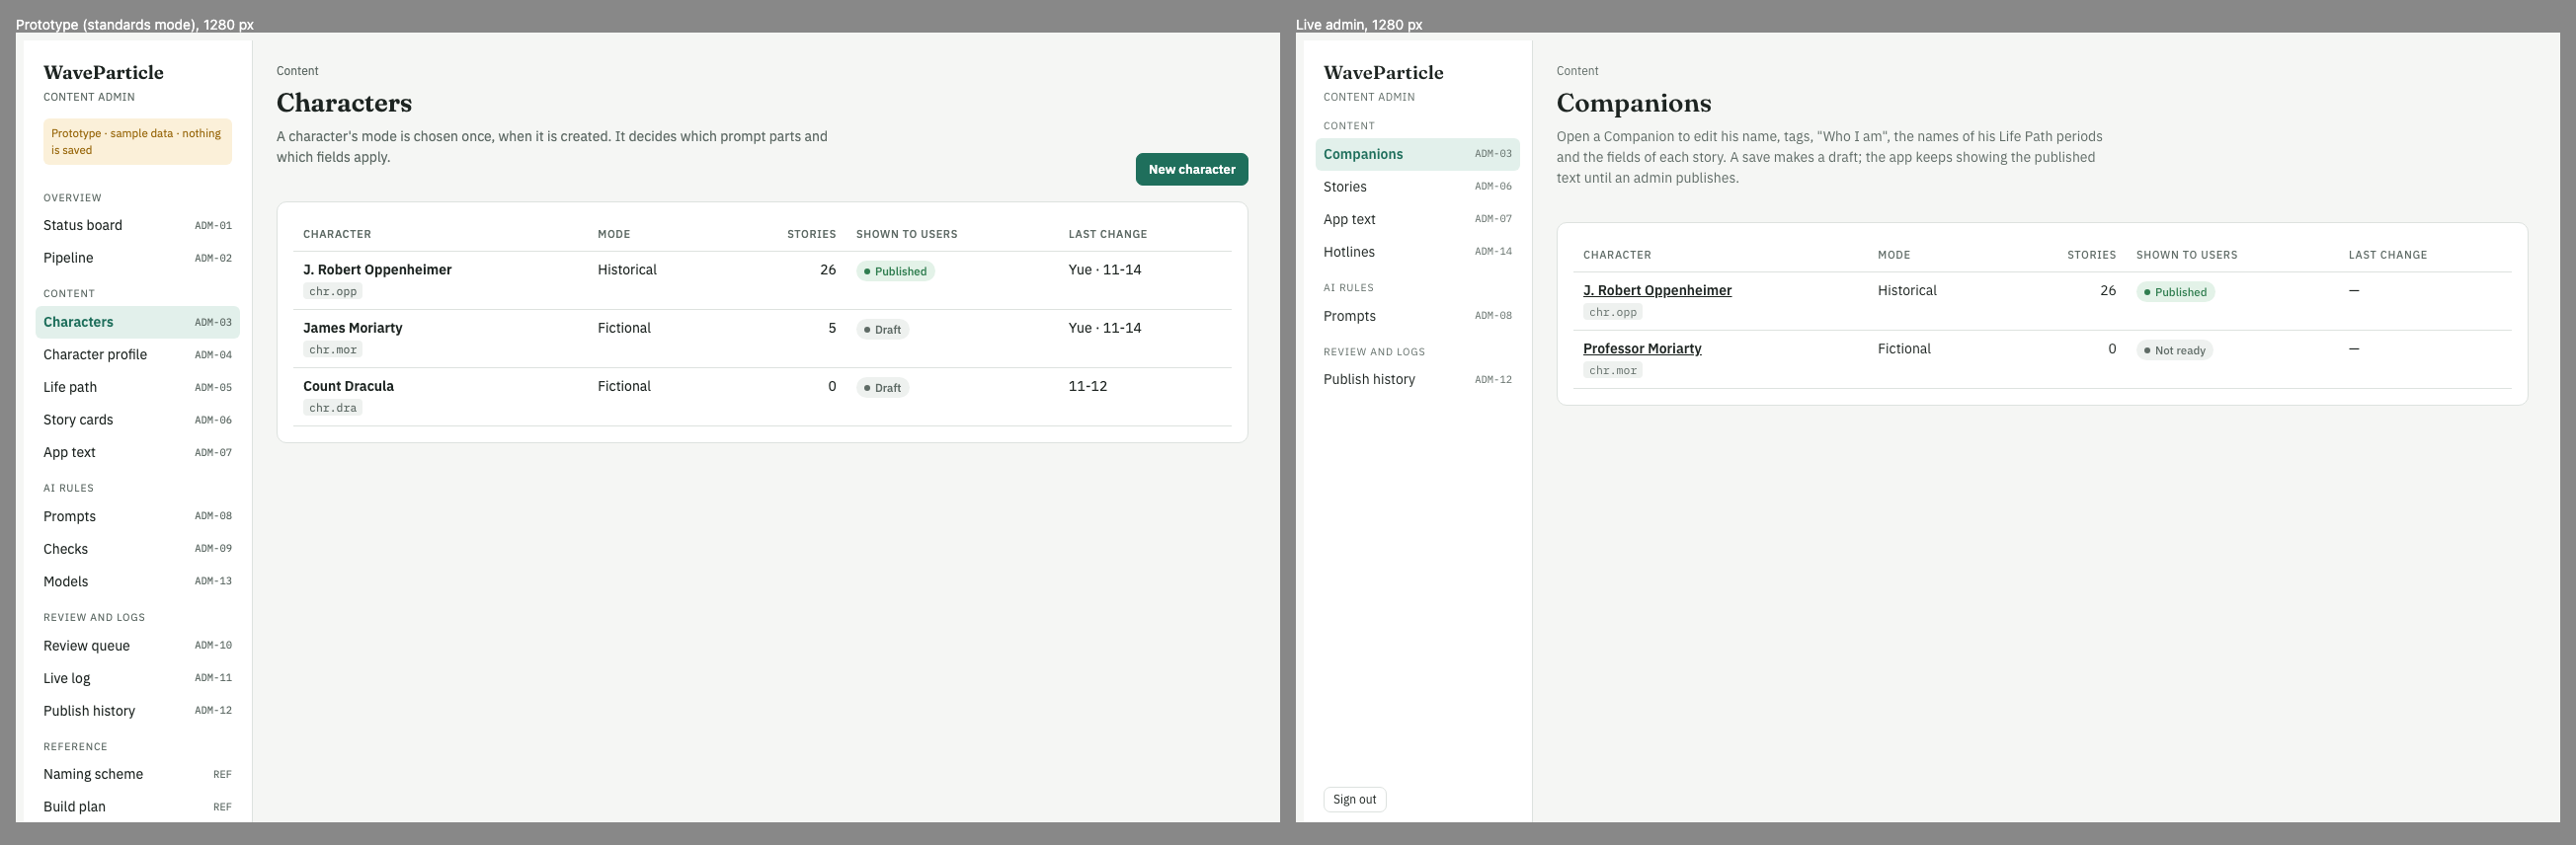 Prototype (standards mode), 1280 px
WaveParticle
CONTENT ADMIN
Prototype · sample data · nothing
is saved
OVERVIEW
Status board ADM-01
Pipeline ADM-02
CONTENT
Characters ADM-03
Character profile ADM-04
Life path ADM-05
Story cards ADM-06
App text ADM-07
AI RULES
Prompts ADM-08
Checks ADM-09
Models ADM-13
REVIEW AND LOGS
Review queue ADM-10
Live log ADM-11
Publish history ADM-12
REFERENCE
Naming scheme REF
Build plan REF
Content
Characters
A character's mode is chosen once, when it is created. It decides which prompt parts and
which fields apply.
New character
CHARACTER MODE STORIES SHOWN TO USERS LAST CHANGE
J. Robert Oppenheimer Historical 26 Published Yue · 11-14
chr.opp
James Moriarty Fictional 5 Draft Yue · 11-14
chr.mor
Count Dracula Fictional 0 Draft 11-12
chr.dra
Live admin, 1280 px
WaveParticle
CONTENT ADMIN
CONTENT
Companions ADM-03
Stories ADM-06
App text ADM-07
Hotlines ADM-14
AI RULES
Prompts ADM-08
REVIEW AND LOGS
Publish history ADM-12
Sign out
Content
Companions
Open a Companion to edit his name, tags, "Who I am", the names of his Life Path periods
and the fields of each story. A save makes a draft; the app keeps showing the published
text until an admin publishes.
CHARACTER MODE STORIES SHOWN TO USERS LAST CHANGE
J. Robert Oppenheimer Historical 26 Published —
chr.opp
Professor Moriarty Fictional 0 Not ready —
chr.mor